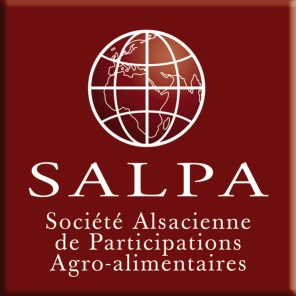 SALPA
Société Alsacienne
de Participations
Agro-alimentaires